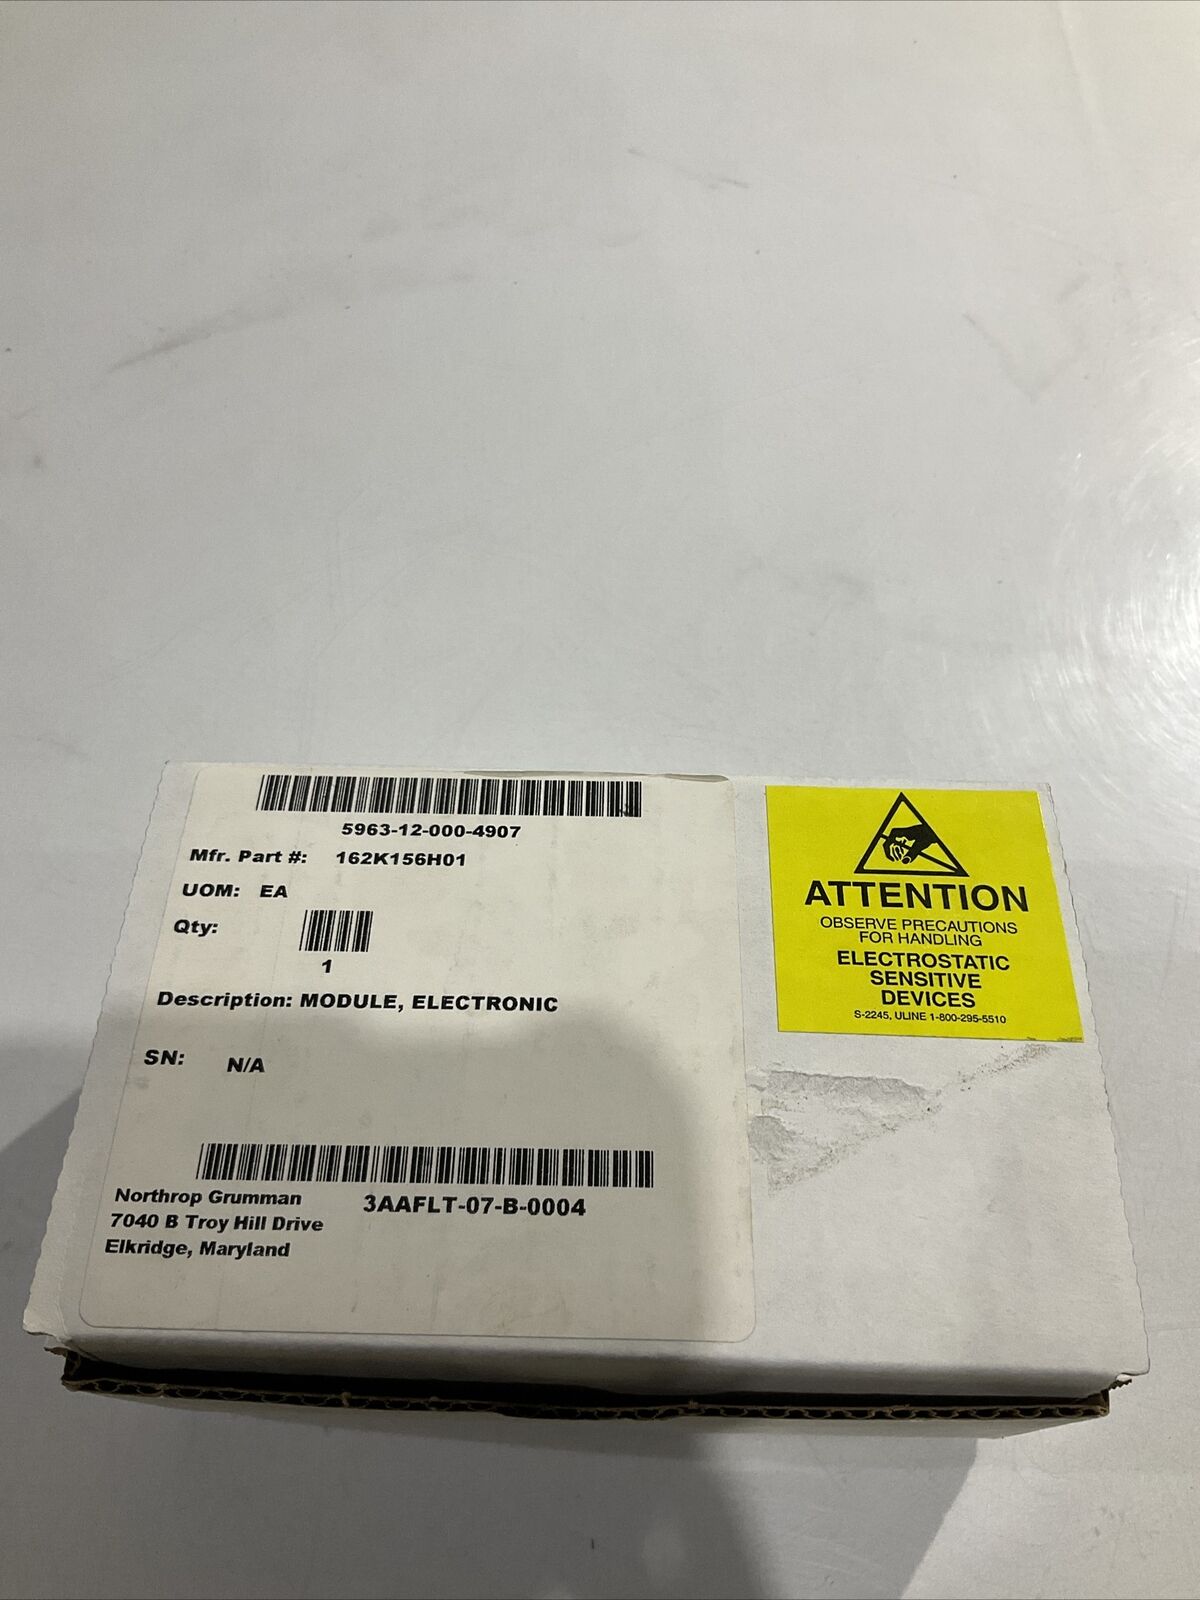 5963-12-000-4907
Mfr. Part #: 162K156H01
UOM: EA
Qty:
1
Description: MODULE, ELECTRONIC
SN: N/A
Northrop Grumman
7040 B Troy Hill Drive
Elkridge, Maryland
3AAFLT-07-B-0004
ATTENTION
OBSERVE PRECAUTIONS
FOR HANDLING
ELECTROSTATIC
SENSITIVE
DEVICES
S-2245, ULINE 1-800-295-5510